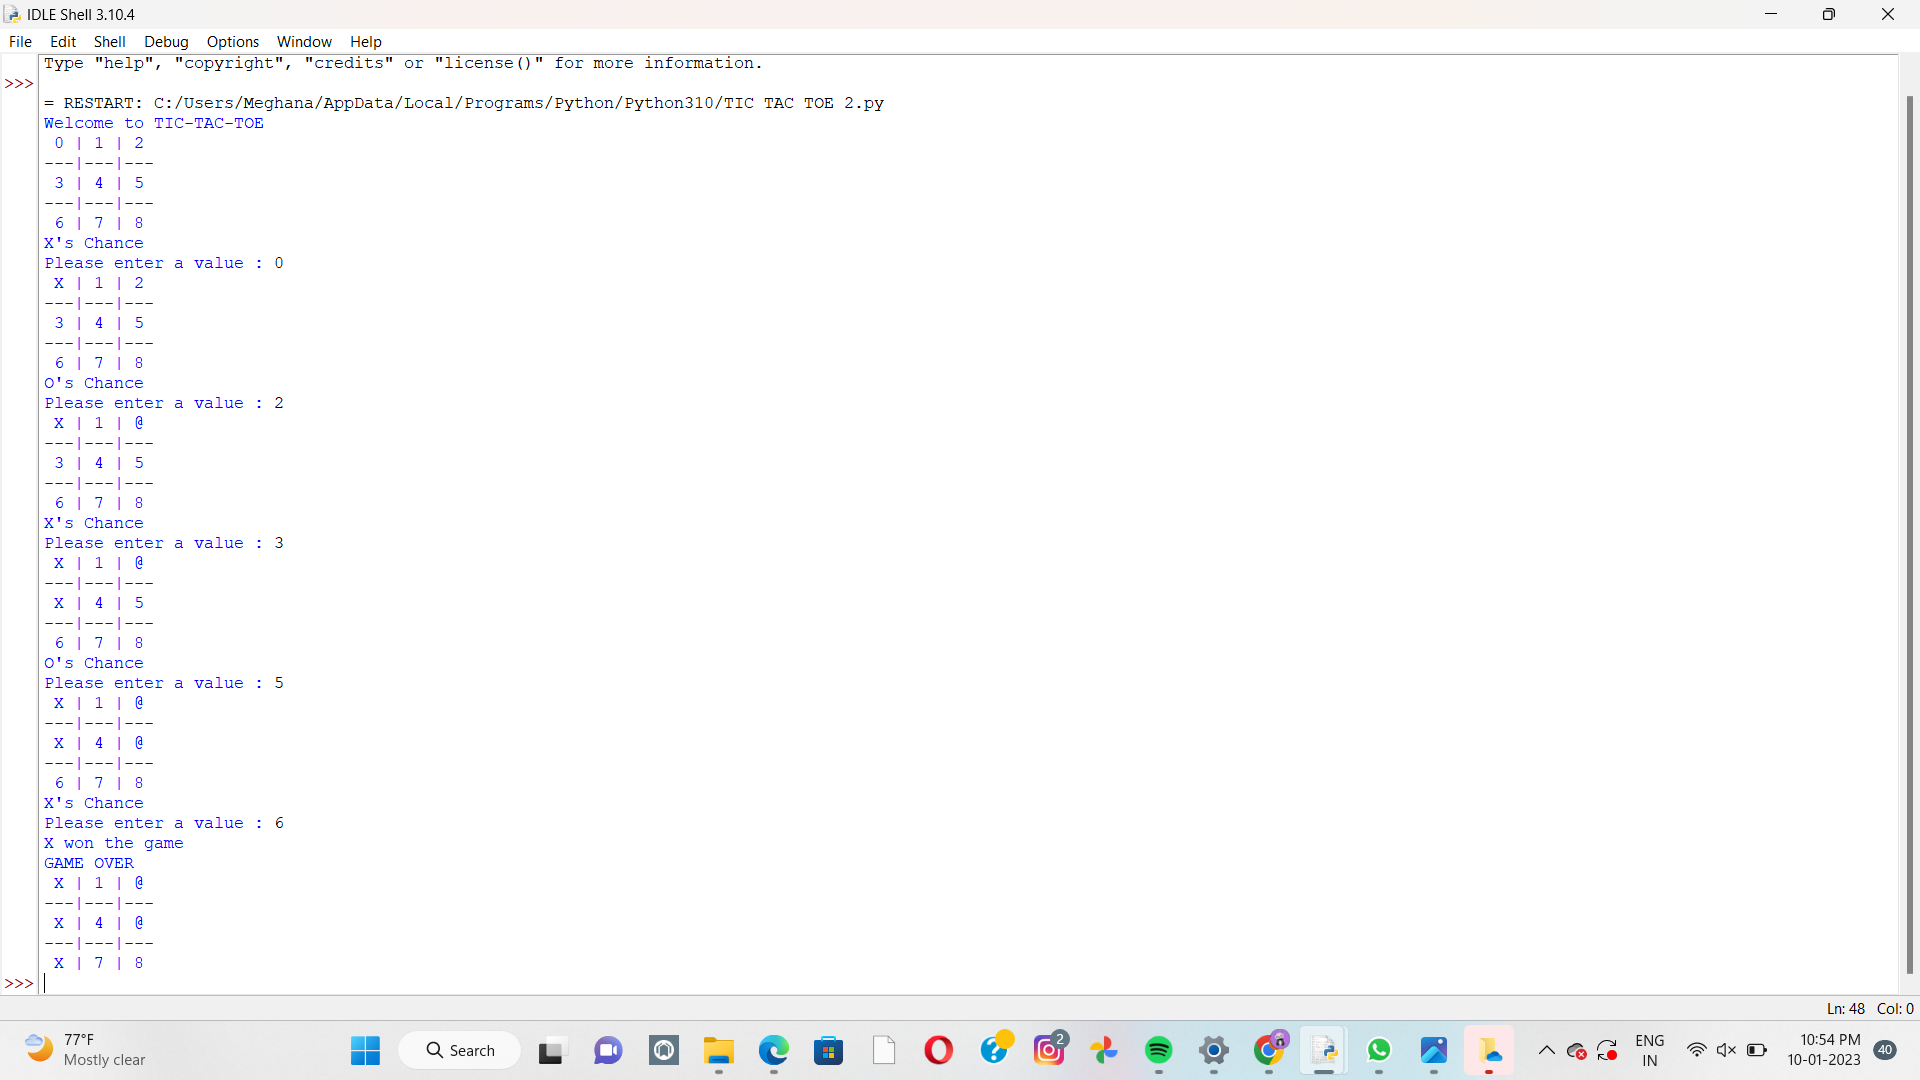 IDLE Shell 3.10.4
File Edit Shell Debug Options Window Help
Type "help", "copyright", "credits" or "license()" for more information.
>>>
= RESTART: C:/Users/Meghana/AppData/Local/Programs/Python/Python310/TIC TAC TOE 2.py
Welcome to TIC-TAC-TOE
 0 | 1 | 2
---|---|---
 3 | 4 | 5
---|---|---
 6 | 7 | 8
X's Chance
Please enter a value : 0
 X | 1 | 2
---|---|---
 3 | 4 | 5
---|---|---
 6 | 7 | 8
O's Chance
Please enter a value : 2
 X | 1 | @
---|---|---
 3 | 4 | 5
---|---|---
 6 | 7 | 8
X's Chance
Please enter a value : 3
 X | 1 | @
---|---|---
 X | 4 | 5
---|---|---
 6 | 7 | 8
O's Chance
Please enter a value : 5
 X | 1 | @
---|---|---
 X | 4 | @
---|---|---
 6 | 7 | 8
X's Chance
Please enter a value : 6
X won the game
GAME OVER
 X | 1 | @
---|---|---
 X | 4 | @
---|---|---
 X | 7 | 8
>>>
Ln: 48 Col: 0
77°F
Mostly clear
Search
2
ENG
IN
10:54 PM
10-01-2023
40